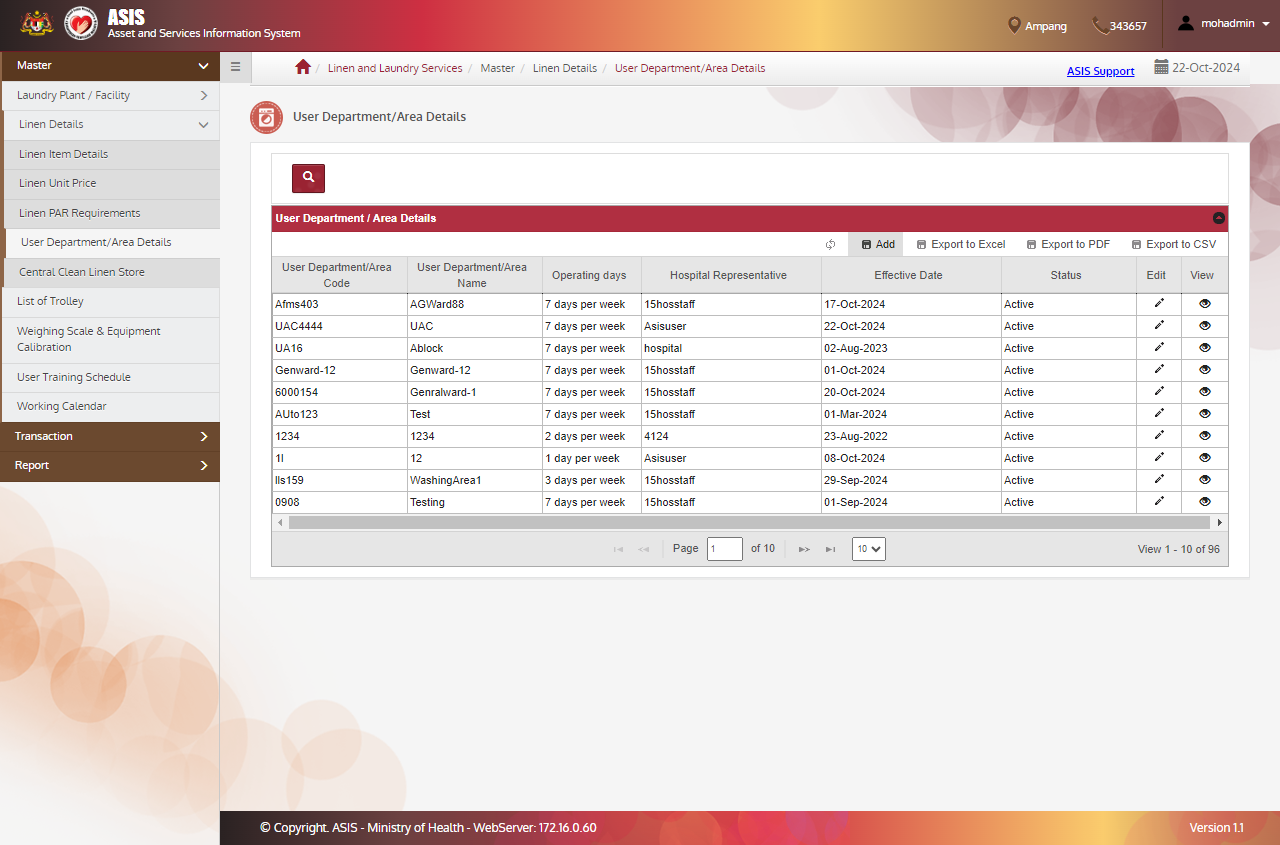 ASIS
Asset and Services Information System
Ampang
343657
mohadmin
Master
Laundry Plant / Facility
Linen Details
Linen Item Details
Linen Unit Price
Linen PAR Requirements
User Department/Area Details
Central Clean Linen Store
List of Trolley
Weighing Scale & Equipment
Calibration
User Training Schedule
Working Calendar
Transaction
Report
/ Linen and Laundry Services / Master / Linen Details / User Department/Area Details
ASIS Support
22-Oct-2024
User Department/Area Details
User Department / Area Details
Add Export to Excel Export to PDF Export to CSV
User Department/Area Code User Department/Area Name Operating days Hospital Representative Effective Date Status Edit View
Afms403 AGWard88 7 days per week 15hosstaff 17-Oct-2024 Active
UAC4444 UAC 7 days per week Asisuser 22-Oct-2024 Active
UA16 Ablock 7 days per week hospital 02-Aug-2023 Active
Genward-12 Genward-12 7 days per week 15hosstaff 01-Oct-2024 Active
6000154 Genralward-1 7 days per week 15hosstaff 20-Oct-2024 Active
AUto123 Test 7 days per week 15hosstaff 01-Mar-2024 Active
1234 1234 2 days per week 4124 23-Aug-2022 Active
1l 12 1 day per week Asisuser 08-Oct-2024 Active
lls159 WashingArea1 3 days per week 15hosstaff 29-Sep-2024 Active
0908 Testing 7 days per week 15hosstaff 01-Sep-2024 Active
Page 1 of 10 10 View 1 - 10 of 96
© Copyright. ASIS - Ministry of Health - WebServer: 172.16.0.60
Version 1.1